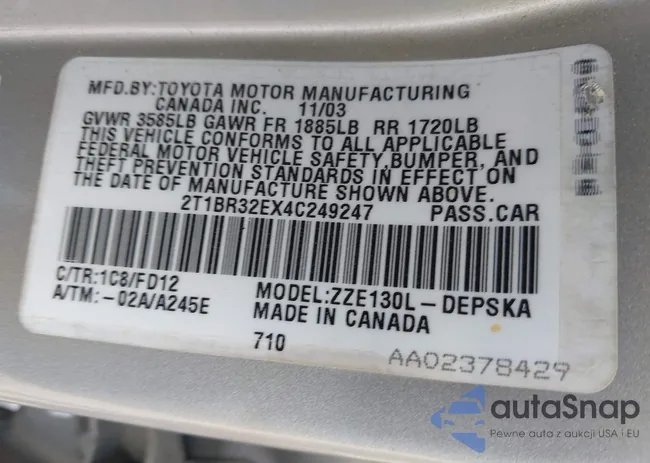 MFD.BY:TOYOTA MOTOR MANUFACTURING
CANADA INC. 11/03
GVWR 3585LB GAWR FR 1885LB RR 1720LB
THIS VEHICLE CONFORMS TO ALL APPLICABLE
FEDERAL MOTOR VEHICLE SAFETY,BUMPER, AND
THEFT PREVENTION STANDARDS IN EFFECT ON
THE DATE OF MANUFACTURE SHOWN ABOVE.
2T1BR32EX4C249247 PASS.CAR
C/TR:1C8/FD12
A/TM:-02A/A245E
MODEL:ZZE130L-DEPSKA
MADE IN CANADA
710
AA02378429
autaSnap
Pewne auta z aukcji USA i EU